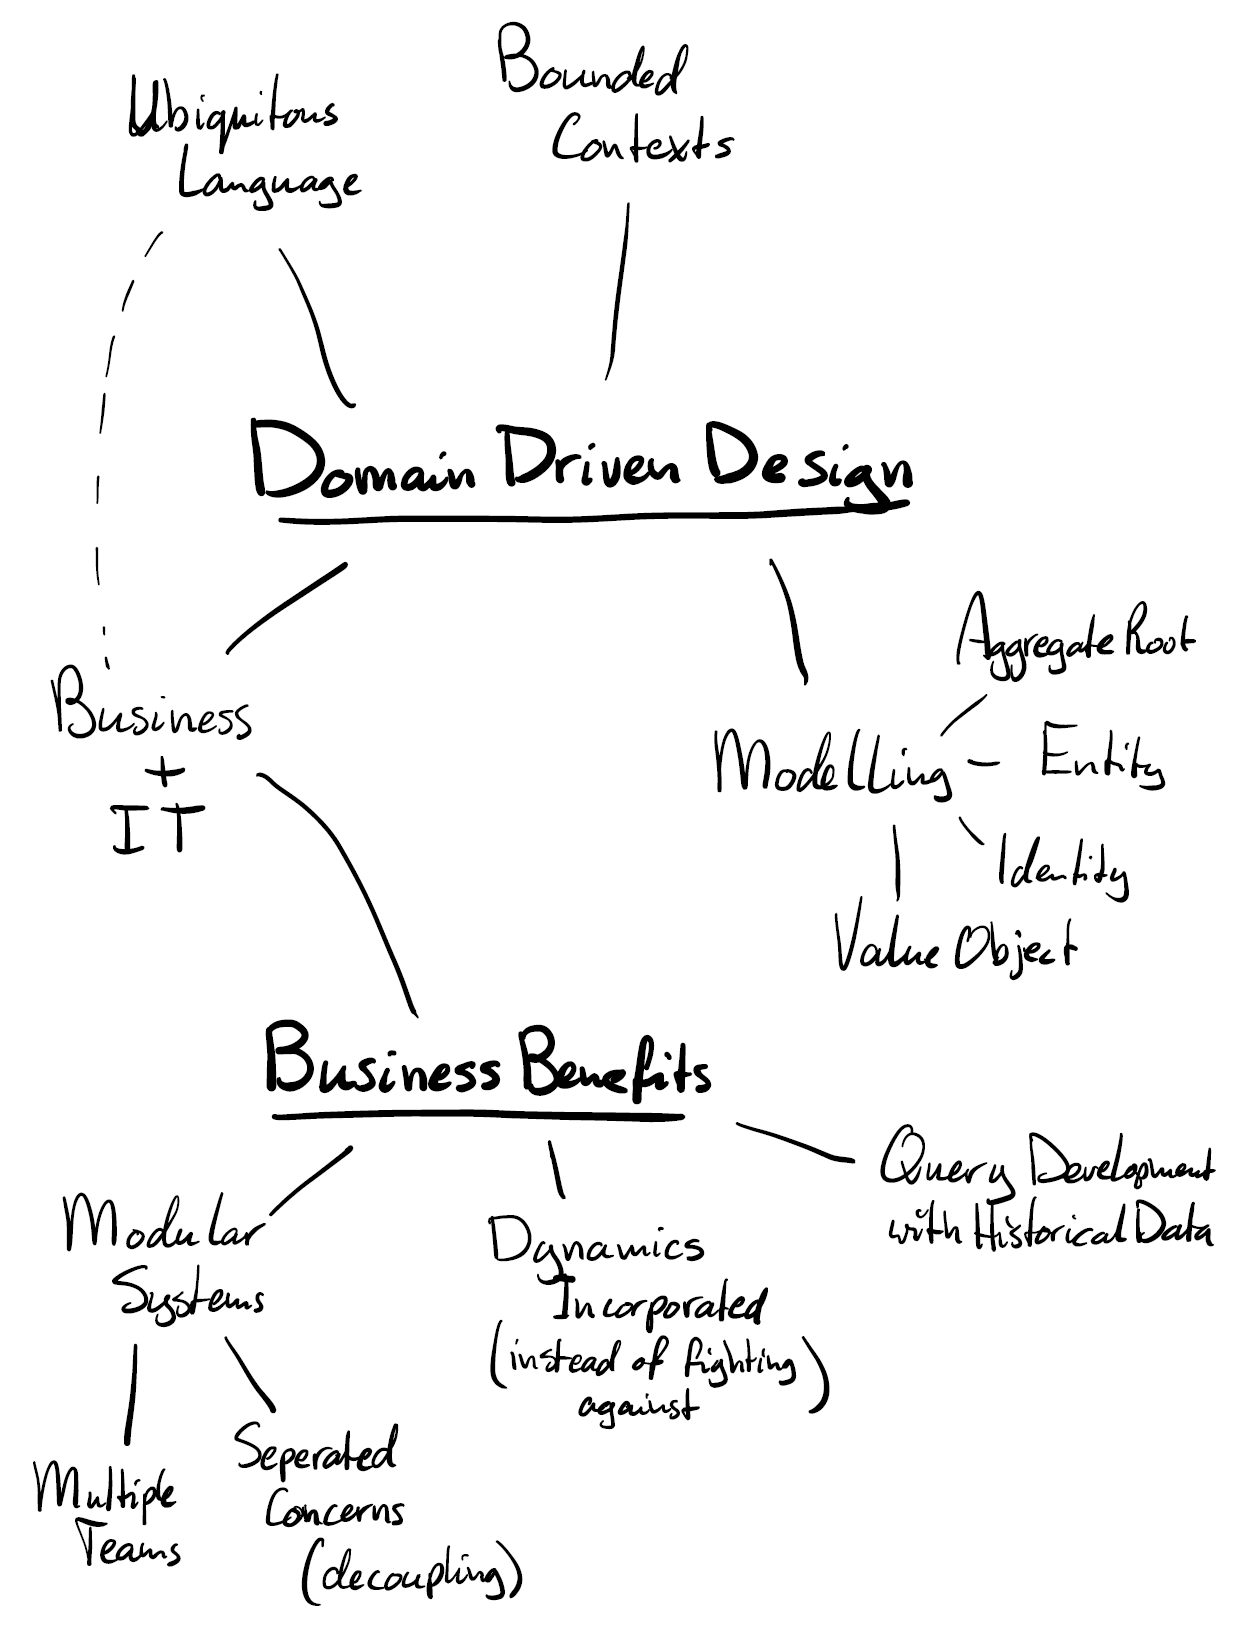 Ubiquitous
Language
Bounded
Contexts
Domain Driven Design
Business
+
IT
Modelling
Aggregate Root
Entity
Identity
Value Object
Business Benefits
Modular
Systems
Multiple
Teams
Seperated
Concerns
(decoupling)
Dynamics
Incorporated
(instead of fighting
against)
Query Development
with Historical Data